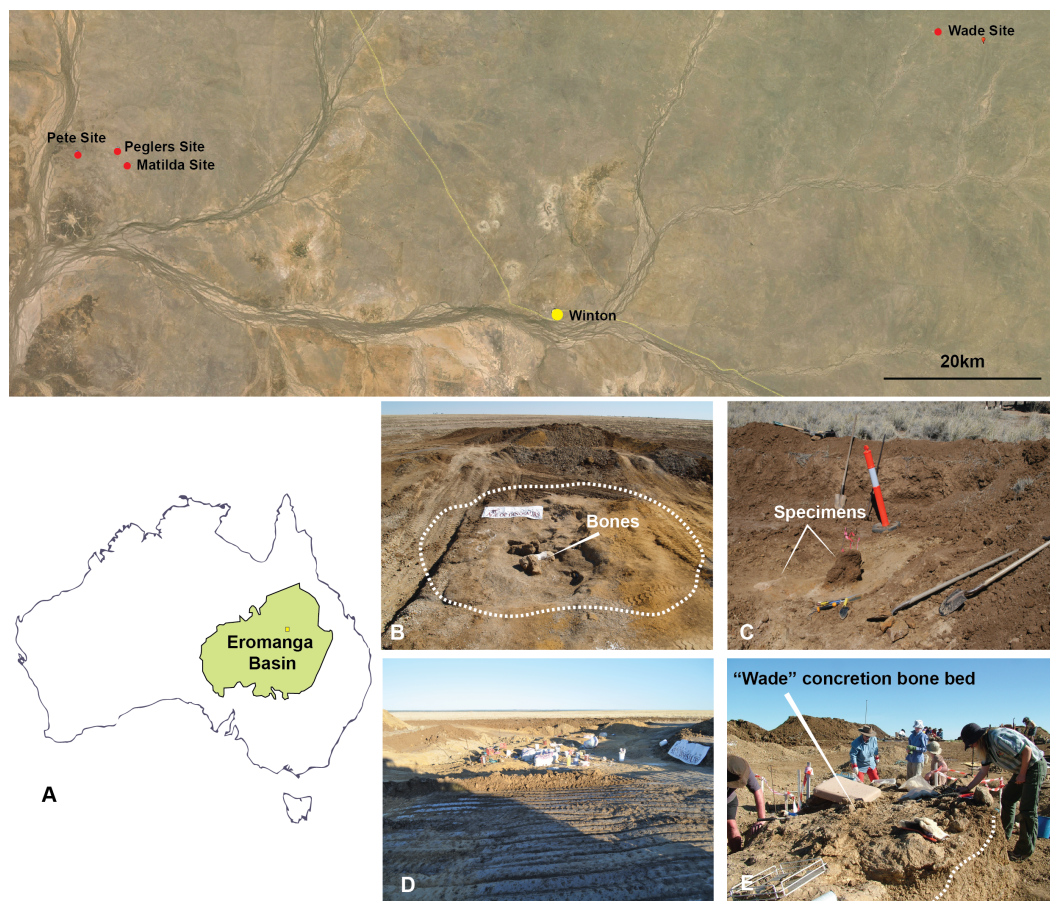 Wade Site
Pete Site
Peglers Site
Matilda Site
Winton
20km
Eromanga
Basin
A
Bones
B
Specimens
C
D
“Wade” concretion bone bed
E